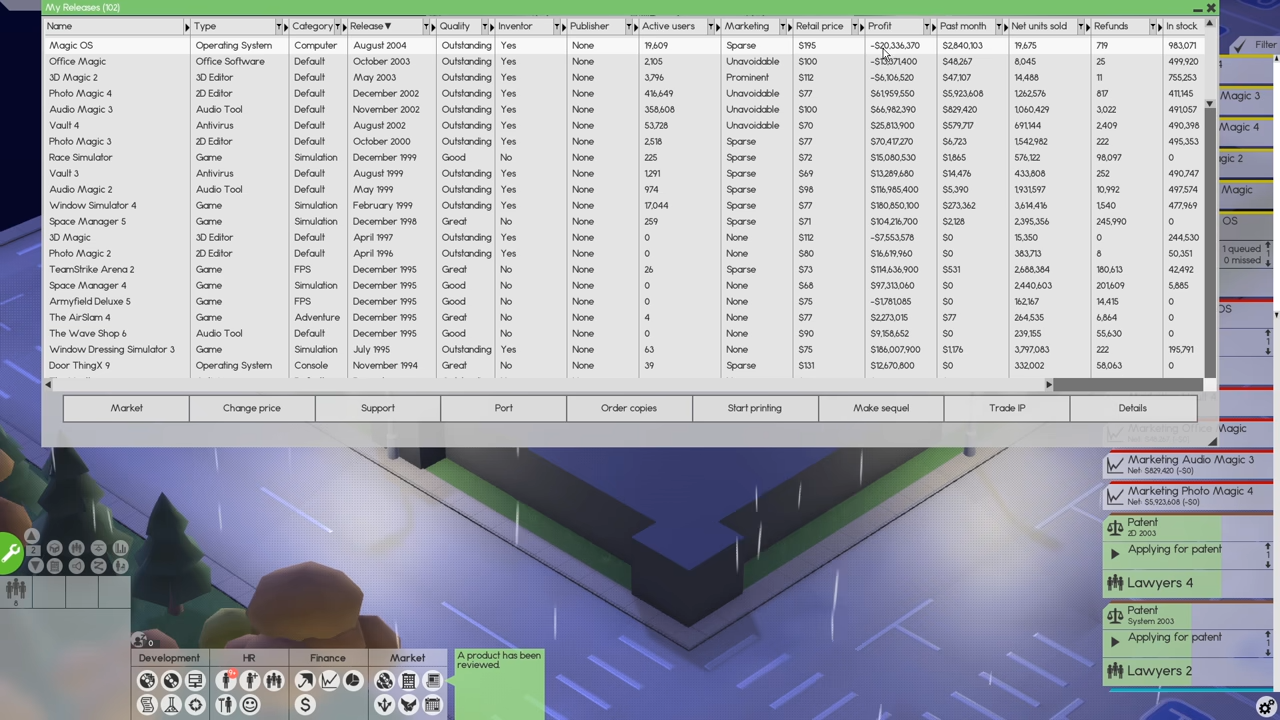 My Releases (102)
Name Type Category Release▼ Quality Inventor Publisher Active users Marketing Retail price Profit Past month Net units sold Refunds In stock
Magic OS Operating System Computer August 2004 Outstanding Yes None 19,609 Sparse $195 -$20,336,370 $2,840,103 19,675 719 983,071
Office Magic Office Software Default October 2003 Outstanding Yes None 2,105 Unavoidable $100 $48,267 8,045 25 499,920
3D Magic 2 3D Editor Default May 2003 Outstanding Yes None 3,796 Prominent $112 -$6,106,520 $47,107 14,488 11 755,253
Photo Magic 4 2D Editor Default December 2002 Outstanding Yes None 416,649 Unavoidable $77 $61,959,550 $5,923,608 1,262,576 817 411,145
Audio Magic 3 Audio Tool Default November 2002 Outstanding Yes None 358,608 Unavoidable $100 $66,982,390 $829,420 1,060,429 3,022 491,057
Vault 4 Antivirus Default August 2002 Outstanding Yes None 53,728 Unavoidable $70 $25,813,900 $579,717 691,144 2,409 490,398
Photo Magic 3 2D Editor Default October 2000 Outstanding Yes None 2,518 Sparse $77 $70,417,270 $6,723 1,542,982 222 495,353
Race Simulator Game Simulation December 1999 Good No None 225 Sparse $72 $15,080,530 $1,865 576,122 98,097 0
Vault 3 Antivirus Default August 1999 Outstanding Yes None 1,291 Sparse $69 $13,289,680 $14,476 433,808 252 490,747
Audio Magic 2 Audio Tool Default May 1999 Outstanding Yes None 974 Sparse $98 $116,985,400 $5,390 1,931,597 10,992 497,574
Window Simulator 4 Game Simulation February 1999 Outstanding Yes None 17,044 Sparse $77 $180,850,100 $273,362 3,614,416 1,540 477,969
Space Manager 5 Game Simulation December 1998 Great No None 259 Sparse $71 $104,216,700 $2,128 2,395,356 245,990 0
3D Magic 3D Editor Default April 1997 Outstanding Yes None 0 None $112 -$7,553,578 $0 15,350 0 244,530
Photo Magic 2 2D Editor Default April 1996 Outstanding Yes None 0 None $80 $16,619,960 $0 383,713 8 50,351
TeamStrike Arena 2 Game FPS December 1995 Great No None 26 Sparse $73 $114,636,900 $531 2,688,384 180,613 42,492
Space Manager 4 Game Simulation December 1995 Good No None 0 None $68 $97,313,060 $0 2,440,603 201,609 5,885
Armyfield Deluxe 5 Game FPS December 1995 Good No None 0 None $75 -$1,781,085 $0 162,167 14,415 0
The AirSlam 4 Game Adventure December 1995 Great No None 4 None $77 $2,273,015 $77 264,535 6,864 0
The Wave Shop 6 Audio Tool Default December 1995 Good No None 0 None $90 $9,158,652 $0 239,155 55,630 0
Window Dressing Simulator 3 Game Simulation July 1995 Outstanding Yes None 63 None $75 $186,007,900 $1,176 3,797,083 222 195,791
Door ThingX 9 Operating System Console November 1994 Great No None 39 Sparse $131 $12,670,800 $0 332,002 58,063 0
Market Change price Support Port Order copies Start printing Make sequel Trade IP Details
Filter
4
Magic 3
Magic 4
gic 2
Magic
OS
1 queued
0 missed
1
OS
1
1
Marketing Office Magic
Marketing Audio Magic 3
Net: $829,420 (-$0)
Marketing Photo Magic 4
Net: $5,923,608 (-$0)
Patent
2D 2003
Applying for patent
1
Lawyers 4
Patent
System 2003
Applying for patent
1
Lawyers 2
2
6
0
Development HR Finance Market
A product has been
reviewed.